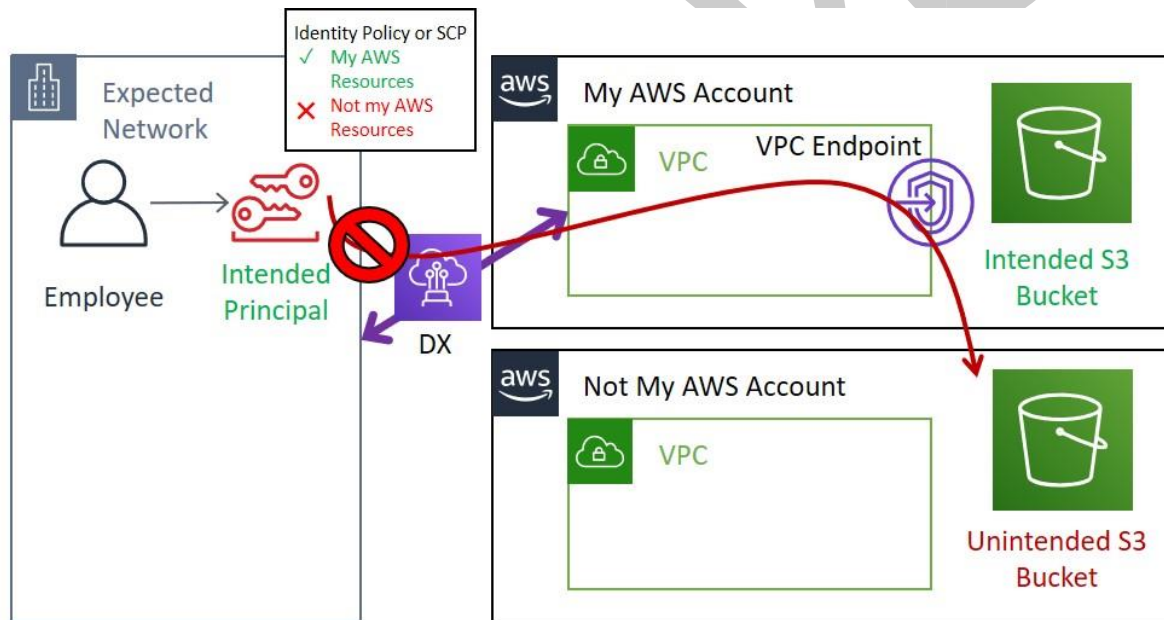 Identity Policy or SCP
✓ My AWS
Resources
✗ Not my AWS
Resources
Expected
Network
Employee
Intended
Principal
DX
aws
My AWS Account
VPC
VPC Endpoint
Intended S3
Bucket
aws
Not My AWS Account
VPC
Unintended S3
Bucket